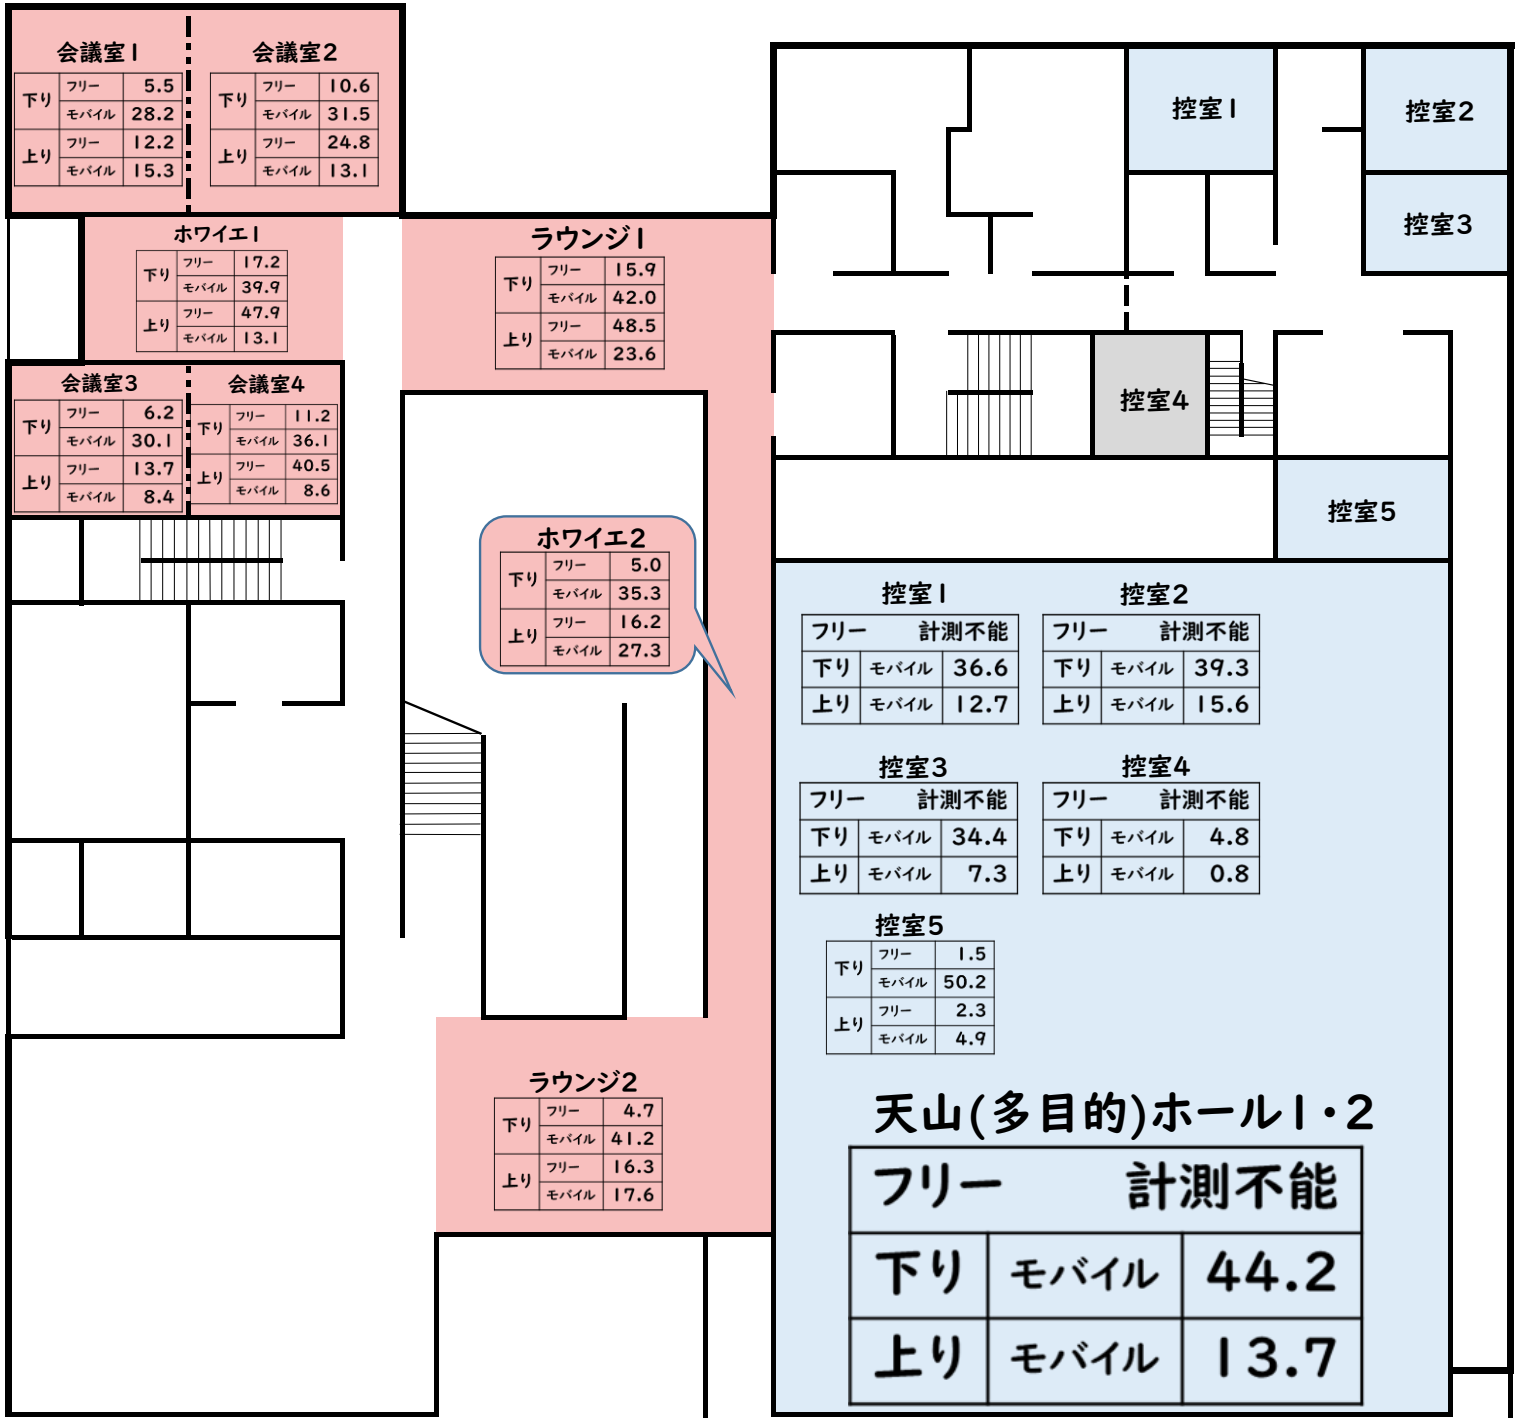 会議室1
下り フリー 5.5
モバイル 28.2
上り フリー 12.2
モバイル 15.3
会議室2
下り フリー 10.6
モバイル 31.5
上り フリー 24.8
モバイル 13.1
ホワイエ1
下り フリー 17.2
モバイル 39.9
上り フリー 47.9
モバイル 13.1
会議室3
下り フリー 6.2
モバイル 30.1
上り フリー 13.7
モバイル 8.4
会議室4
下り フリー 11.2
モバイル 36.1
上り フリー 40.5
モバイル 8.6
ラウンジ1
下り フリー 15.9
モバイル 42.0
上り フリー 48.5
モバイル 23.6
ホワイエ2
下り フリー 5.0
モバイル 35.3
上り フリー 16.2
モバイル 27.3
ラウンジ2
下り フリー 4.7
モバイル 41.2
上り フリー 16.3
モバイル 17.6
控室1
控室2
控室3
控室4
控室5
控室1
フリー 計測不能
下り モバイル 36.6
上り モバイル 12.7
控室2
フリー 計測不能
下り モバイル 39.3
上り モバイル 15.6
控室3
フリー 計測不能
下り モバイル 34.4
上り モバイル 7.3
控室4
フリー 計測不能
下り モバイル 4.8
上り モバイル 0.8
控室5
下り フリー 1.5
モバイル 50.2
上り フリー 2.3
モバイル 4.9
天山(多目的)ホール1・2
フリー 計測不能
下り モバイル 44.2
上り モバイル 13.7